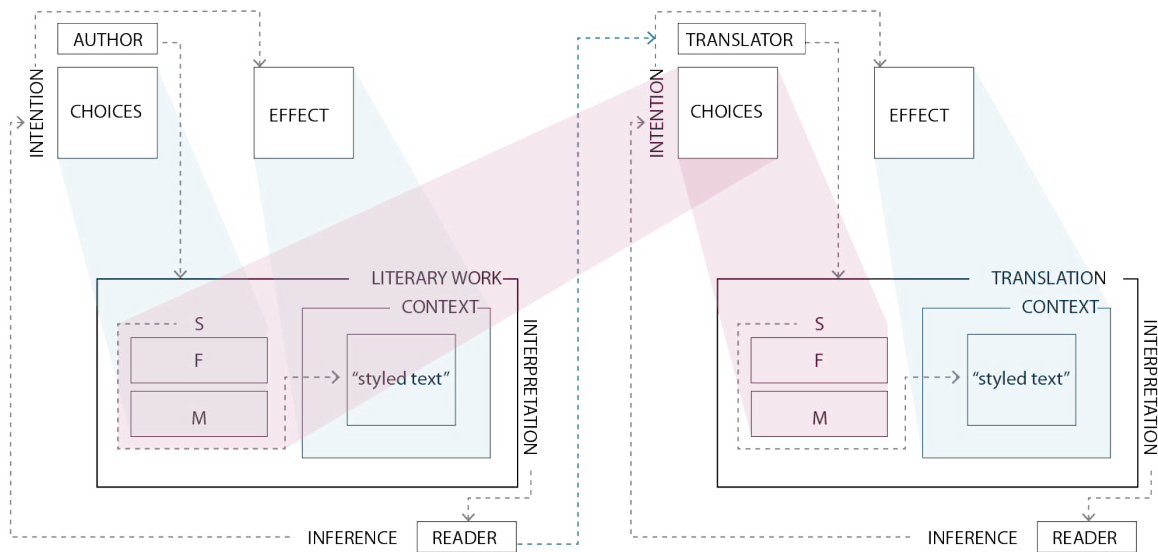 AUTHOR
CHOICES
EFFECT
INTENTION
LITERARY WORK
CONTEXT
S
F
M
“styled text”
INTERPRETATION
INFERENCE
READER
TRANSLATOR
CHOICES
EFFECT
INTENTION
TRANSLATION
CONTEXT
S
F
M
“styled text”
INTERPRETATION
INFERENCE
READER